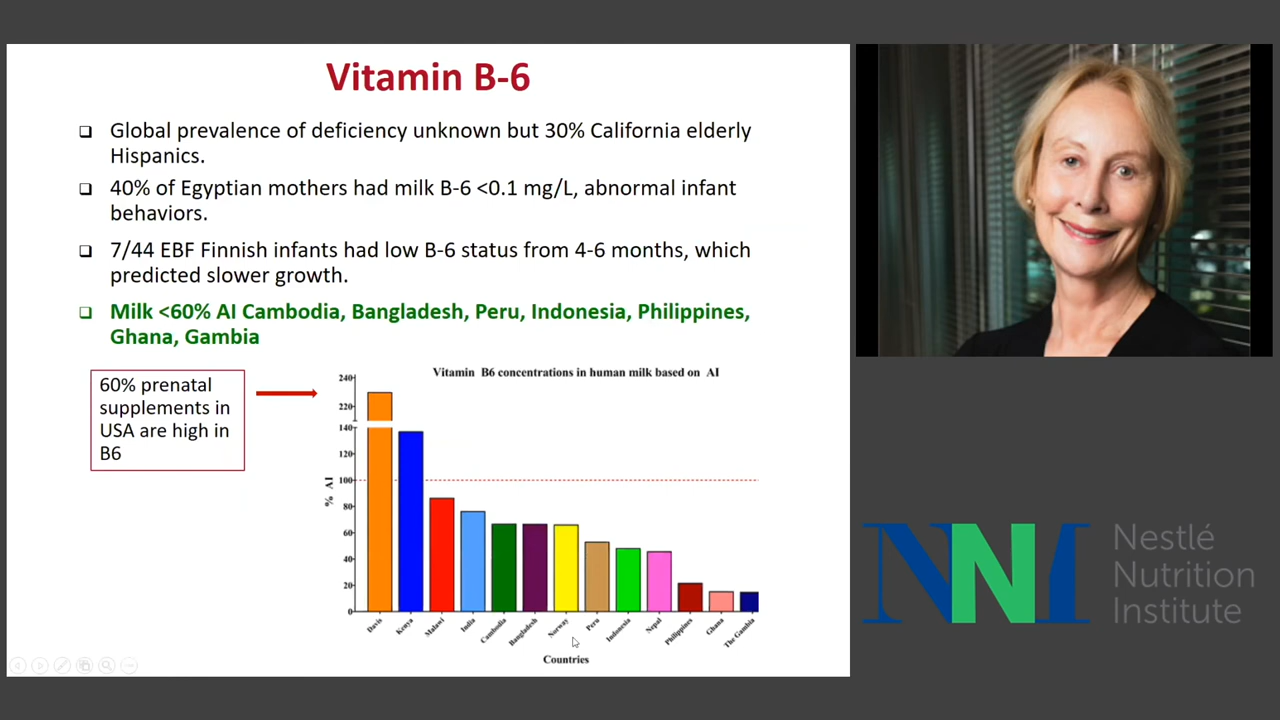 Vitamin B-6
Global prevalence of deficiency unknown but 30% California elderly
Hispanics.
40% of Egyptian mothers had milk B-6 <0.1 mg/L, abnormal infant
behaviors.
7/44 EBF Finnish infants had low B-6 status from 4-6 months, which
predicted slower growth.
Milk <60% AI Cambodia, Bangladesh, Peru, Indonesia, Philippines,
Ghana, Gambia
60% prenatal
supplements in
USA are high in
B6
Vitamin B6 concentrations in human milk based on AI
240
220
140
120
100
80
60
40
20
0
% AI
Davis
Kenya
Malawi
India
Cambodia
Bangladesh
Norway
Peru
Indonesia
Nepal
Philippines
Ghana
The Gambia
Countries
NNI
Nestlé
Nutrition
Institute